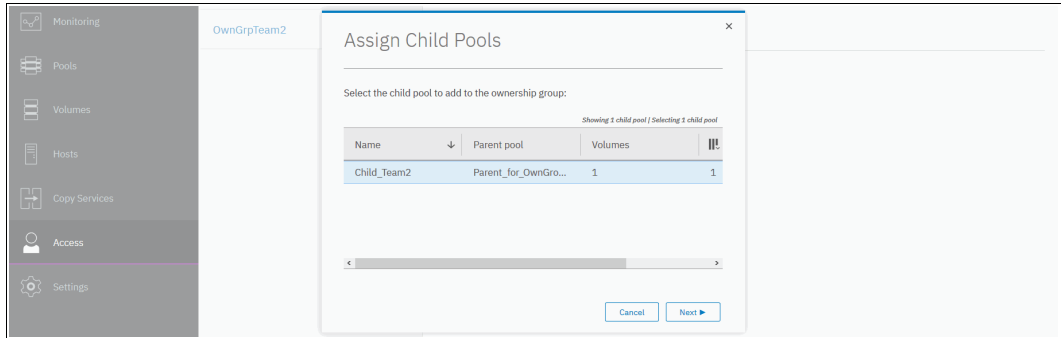 Monitoring
Pools
Volumes
Hosts
Copy Services
Access
Settings
OwnGrpTeam2
Assign Child Pools
Select the child pool to add to the ownership group:
Showing 1 child pool | Selecting 1 child pool
Name Parent pool Volumes
Child_Team2 Parent_for_OwnGro... 1 1
Cancel Next